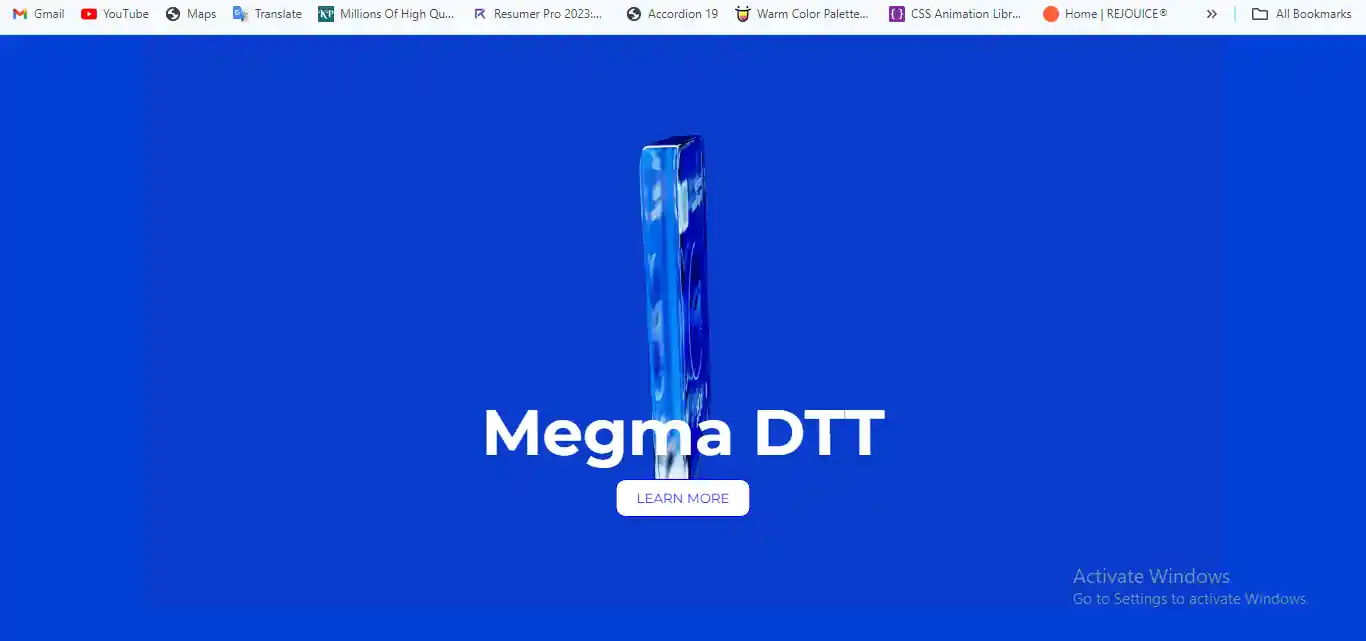 Gmail YouTube Maps Translate Millions Of High Qu... Resumer Pro 2023:... Accordion 19 Warm Color Palette... CSS Animation Libr... Home | REJOUICE® » All Bookmarks
Megma DTT
LEARN MORE
Activate Windows
Go to Settings to activate Windows.